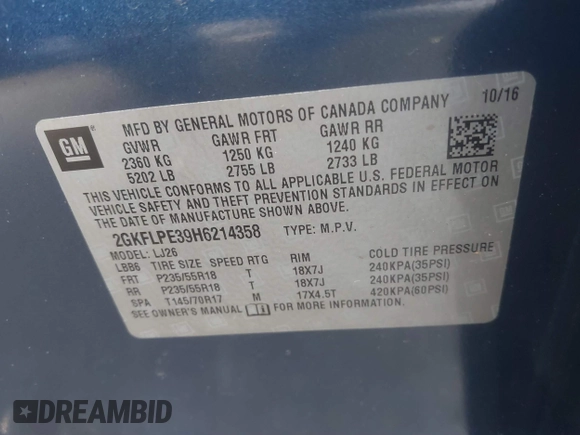 MFD BY GENERAL MOTORS OF CANADA COMPANY 10/16
GM
GVWR GAWR FRT GAWR RR
2360 KG 1250 KG 1240 KG
5202 LB 2755 LB 2733 LB
THIS VEHICLE CONFORMS TO ALL APPLICABLE U.S. FEDERAL MOTOR
VEHICLE SAFETY AND THEFT PREVENTION STANDARDS IN EFFECT ON
THE DATE OF MANUFACTURE SHOWN ABOVE.
2GKFLPE39H6214358 TYPE: M.P.V.
MODEL: LJ26
LBB6 TIRE SIZE SPEED RTG RIM COLD TIRE PRESSURE
FRT P235/55R18 T 18X7J 240KPA(35PSI)
RR P235/55R18 T 18X7J 240KPA(35PSI)
SPA T145/70R17 M 17X4.5T 420KPA(60PSI)
SEE OWNER'S MANUAL FOR MORE INFORMATION.
DREAMBID